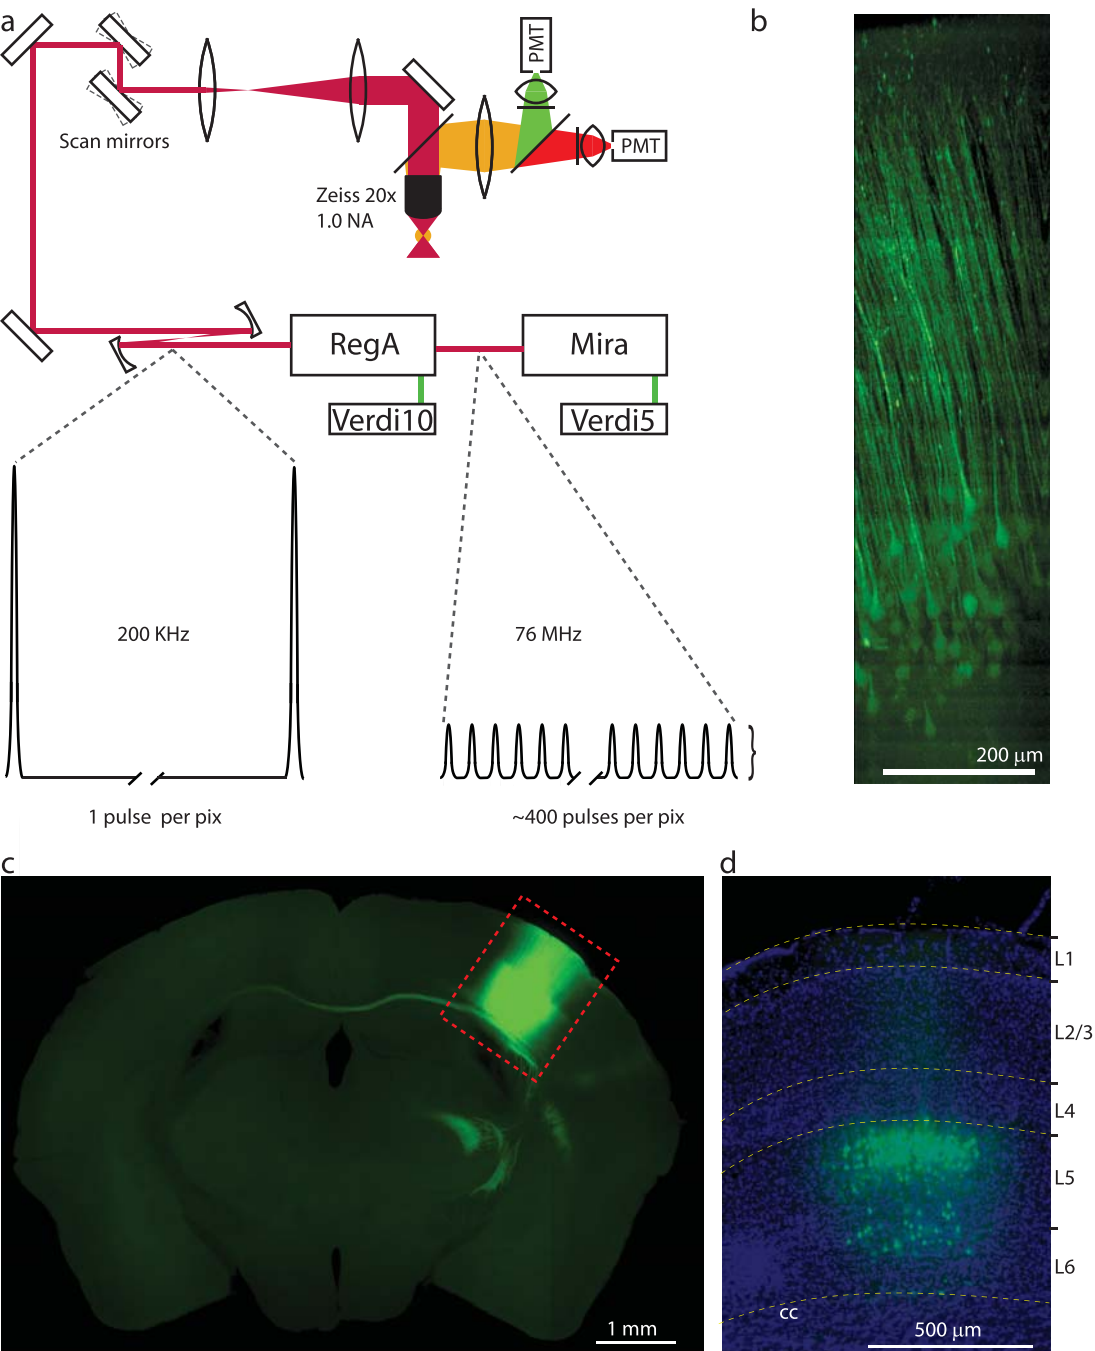 a
b
PMT
PMT
Scan mirrors
Zeiss 20x
1.0 NA
RegA
Mira
Verdi10
Verdi5
200 KHz
76 MHz
200 µm
1 pulse per pix
~400 pulses per pix
c
d
L1
L2/3
L4
L5
L6
cc
1 mm
500 µm